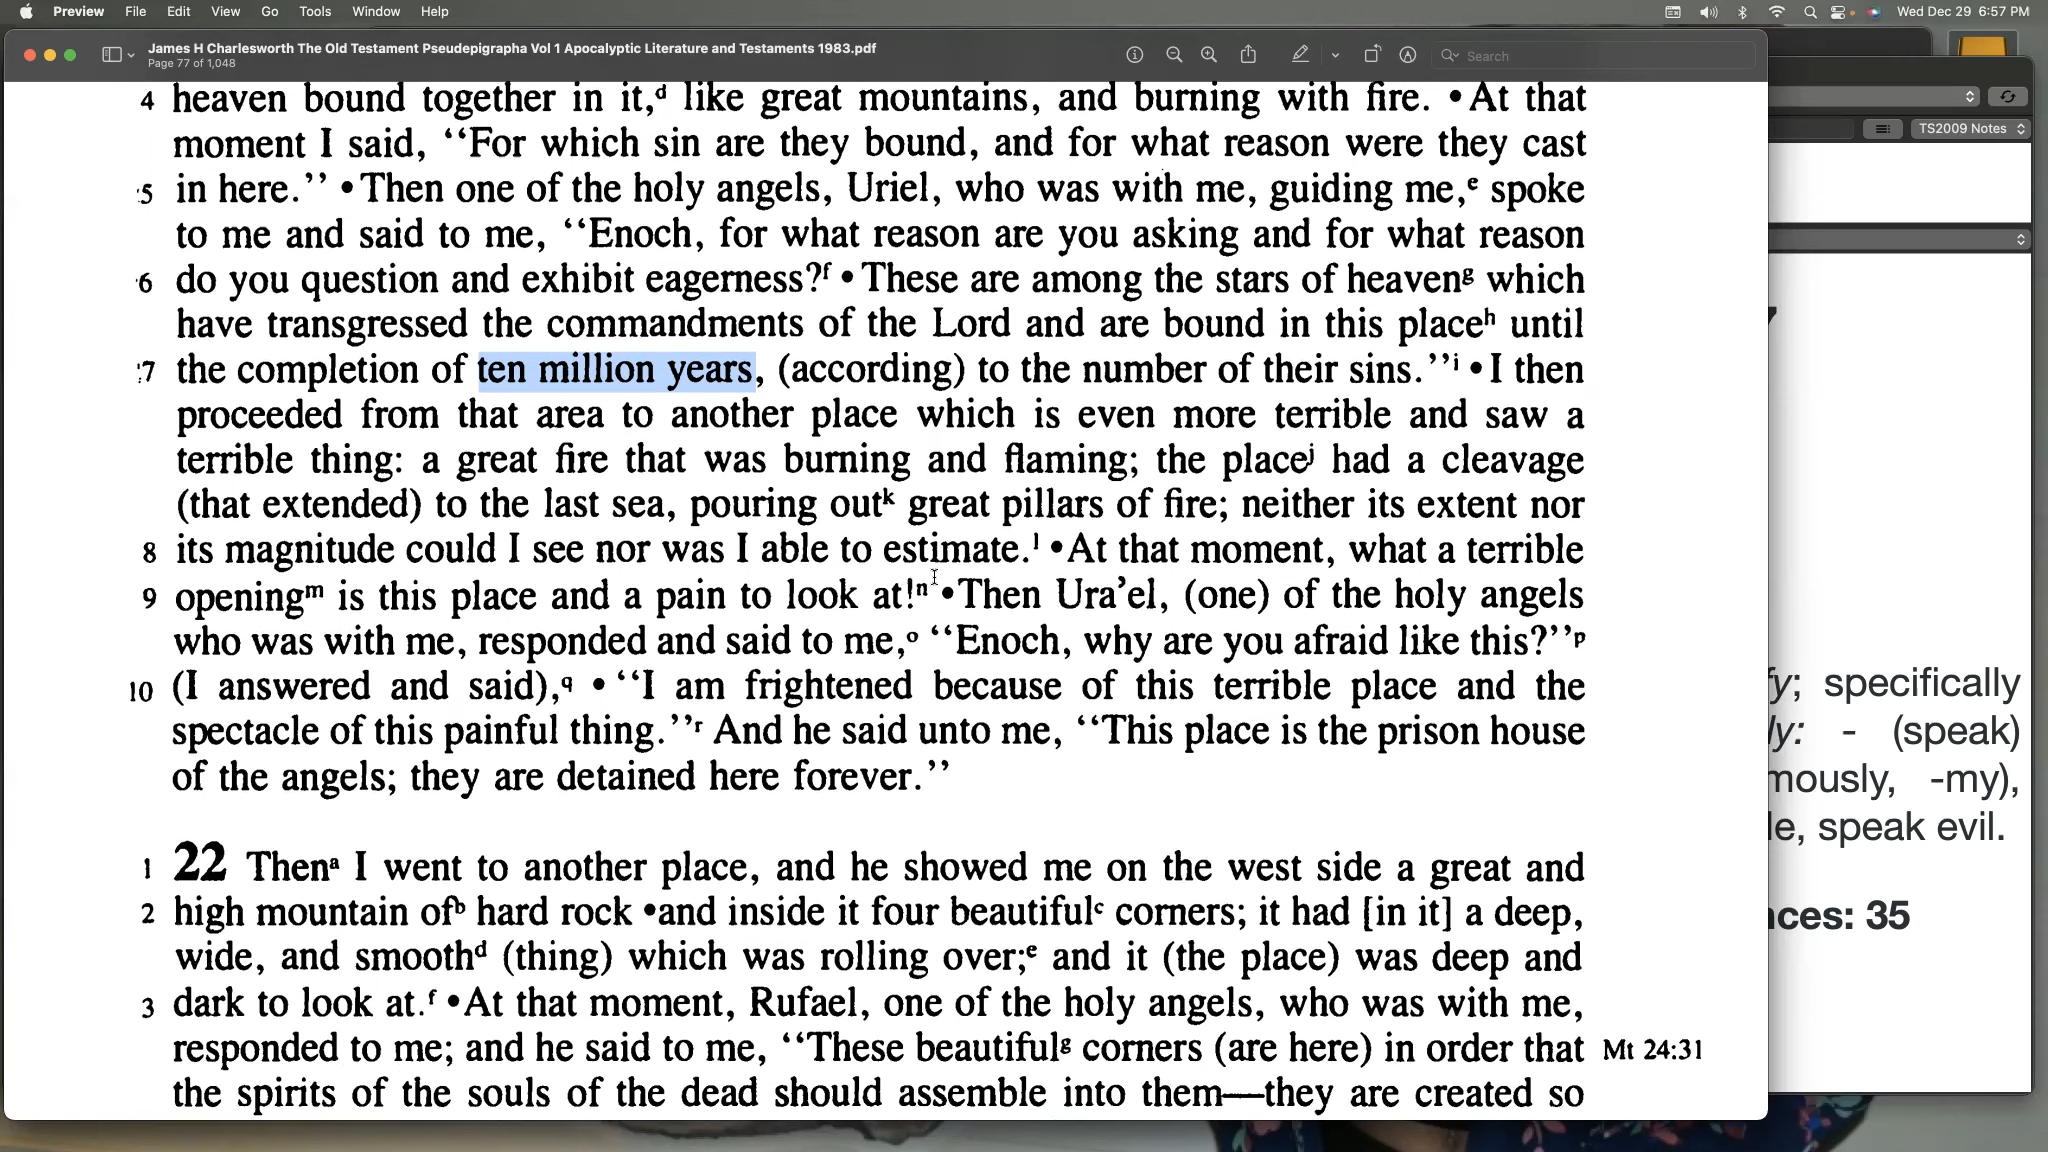 Preview File Edit View Go Tools Window Help Wed Dec 29 6:57 PM
James H Charlesworth The Old Testament Pseudepigrapha Vol 1 Apocalyptic Literature and Testaments 1983.pdf
Page 77 of 1,048
Search
TS2009 Notes
4 heaven bound together in it,ᵈ like great mountains, and burning with fire. •At that
moment I said, ‘‘For which sin are they bound, and for what reason were they cast
5 in here.’’ •Then one of the holy angels, Uriel, who was with me, guiding me,ᵉ spoke
to me and said to me, ‘‘Enoch, for what reason are you asking and for what reason
6 do you question and exhibit eagerness?ᶠ •These are among the stars of heavenᵍ which
have transgressed the commandments of the Lord and are bound in this placeʰ until
7 the completion of ten million years, (according) to the number of their sins.’’ⁱ •I then
proceeded from that area to another place which is even more terrible and saw a
terrible thing: a great fire that was burning and flaming; the placeʲ had a cleavage
(that extended) to the last sea, pouring outᵏ great pillars of fire; neither its extent nor
8 its magnitude could I see nor was I able to estimate.ˡ •At that moment, what a terrible
9 openingᵐ is this place and a pain to look at!ⁿ •Then Ura’el, (one) of the holy angels
who was with me, responded and said to me,ᵒ ‘‘Enoch, why are you afraid like this?’’ᵖ
10 (I answered and said),q • ‘‘I am frightened because of this terrible place and the
spectacle of this painful thing.’’ʳ And he said unto me, ‘‘This place is the prison house
of the angels; they are detained here forever.’’
1 22 Thenᵃ I went to another place, and he showed me on the west side a great and
2 high mountain ofᵇ hard rock •and inside it four beautifulᶜ corners; it had [in it] a deep,
wide, and smoothᵈ (thing) which was rolling over;ᵉ and it (the place) was deep and
3 dark to look at.ᶠ •At that moment, Rufael, one of the holy angels, who was with me,
responded to me; and he said to me, ‘‘These beautifulᵍ corners (are here) in order that Mt 24:31
the spirits of the souls of the dead should assemble into them—they are created so
fy; specifically
ly: - (speak)
mously, -my),
le, speak evil.
nces: 35